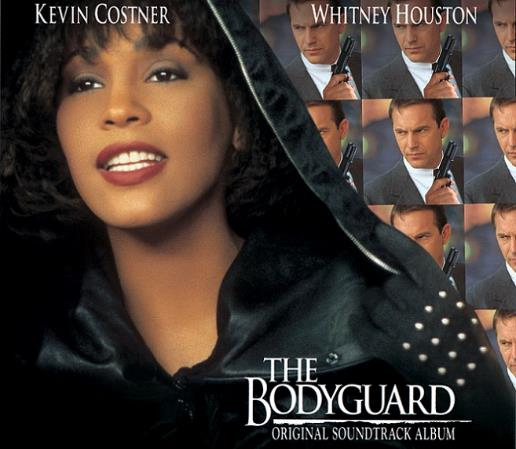 KEVIN COSTNER
WHITNEY HOUSTON
THE
BODYGUARD
ORIGINAL SOUNDTRACK ALBUM